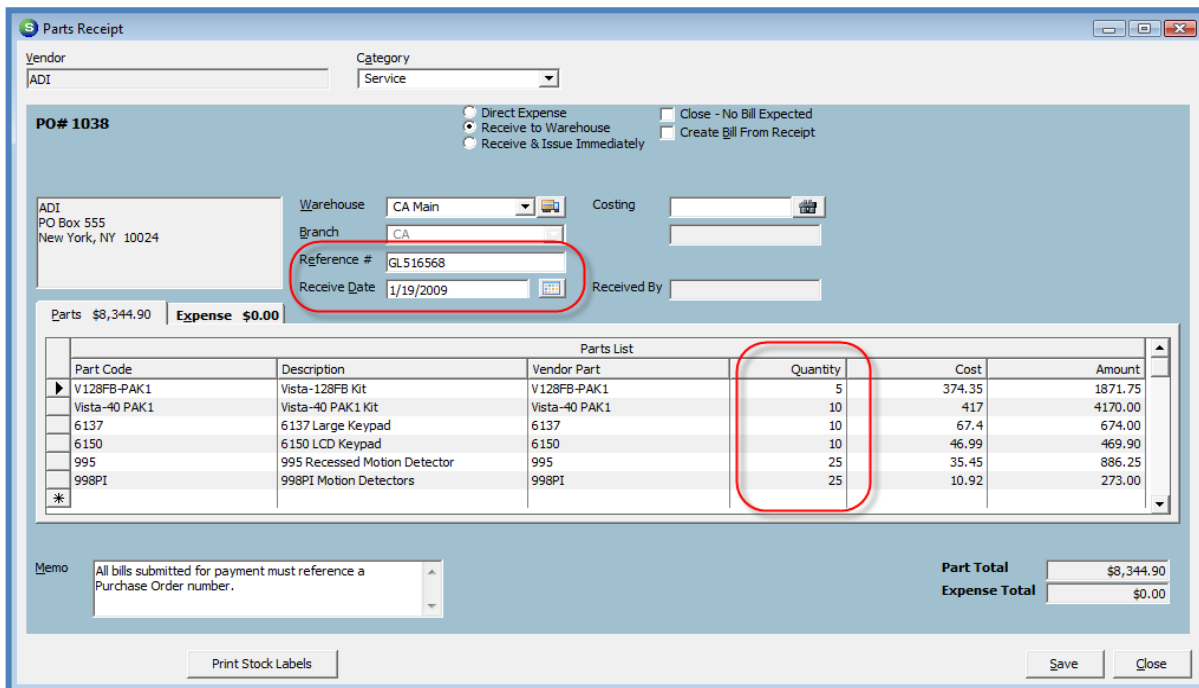 S Parts Receipt
Vendor Category
ADI Service
PO# 1038
Direct Expense
Receive to Warehouse
Receive & Issue Immediately
Close - No Bill Expected
Create Bill From Receipt
ADI
PO Box 555
New York, NY 10024
Warehouse CA Main Costing
Branch CA
Reference # GL516568
Receive Date 1/19/2009 Received By
Parts $8,344.90 Expense $0.00
Parts List
Part Code Description Vendor Part Quantity Cost Amount
V128FB-PAK1 Vista-128FB Kit V128FB-PAK1 5 374.35 1871.75
Vista-40 PAK1 Vista-40 PAK1 Kit Vista-40 PAK1 10 417 4170.00
6137 6137 Large Keypad 6137 10 67.4 674.00
6150 6150 LCD Keypad 6150 10 46.99 469.90
995 995 Recessed Motion Detector 995 25 35.45 886.25
998PI 998PI Motion Detectors 998PI 25 10.92 273.00
Memo
All bills submitted for payment must reference a
Purchase Order number.
Part Total $8,344.90
Expense Total $0.00
Print Stock Labels Save Close